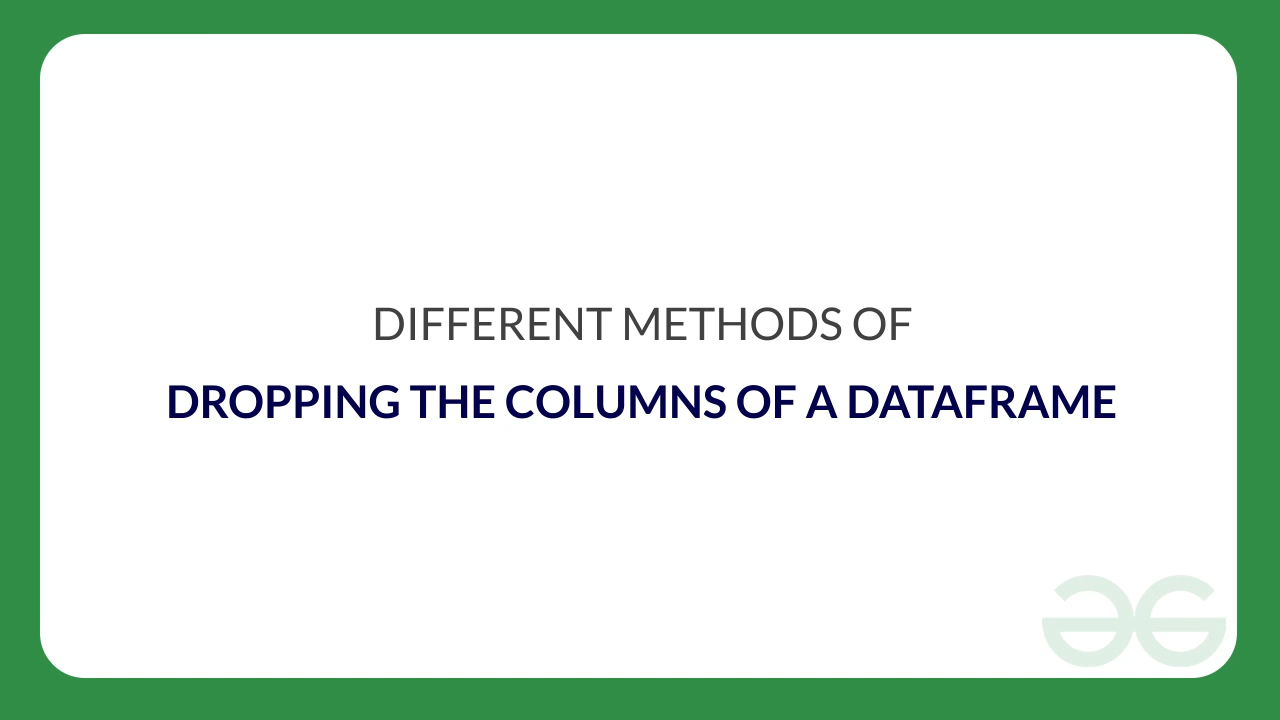 DIFFERENT METHODS OF
DROPPING THE COLUMNS OF A DATAFRAME